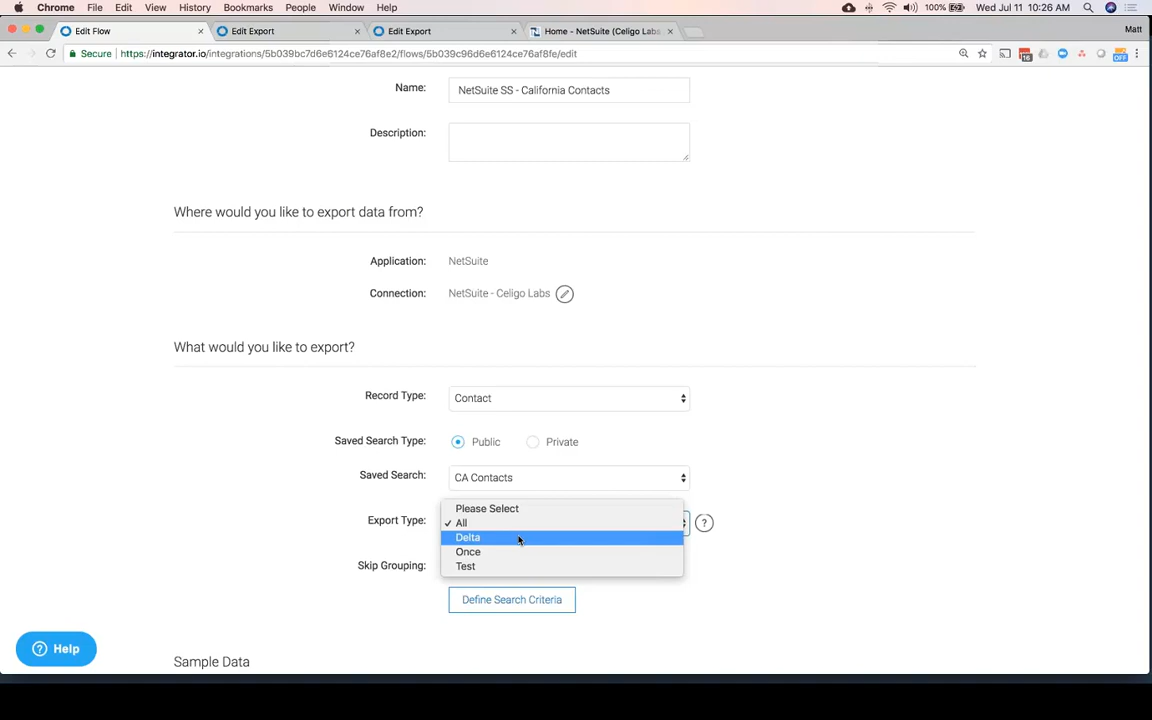 Chrome File Edit View History Bookmarks People Window Help 100% Wed Jul 11 10:26 AM
Edit Flow × Edit Export × Edit Export × Home - NetSuite (Celigo Labs × Matt
Secure https://integrator.io/integrations/5b039bc7d6e6124ce76af8e2/flows/5b039c96d6e6124ce76af8fe/edit 16 OFF
Name: NetSuite SS - California Contacts
Description:
Where would you like to export data from?
Application: NetSuite
Connection: NetSuite - Celigo Labs
What would you like to export?
Record Type: Contact
Saved Search Type: Public Private
Saved Search: CA Contacts
Please Select
Export Type: ✓ All ?
Delta
Once
Test
Skip Grouping:
Define Search Criteria
? Help
Sample Data